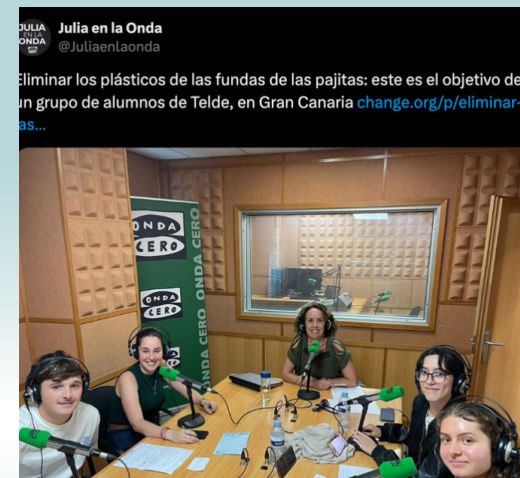 JULIA
EN LA
ONDA
Julia en la Onda
@Juliaenlaonda
Eliminar los plásticos de las fundas de las pajitas: este es el objetivo de
un grupo de alumnos de Telde, en Gran Canaria change.org/p/eliminar-
as...
ONDA
CERO
ONDA
CERO
ONDA CERO ONDA CERO